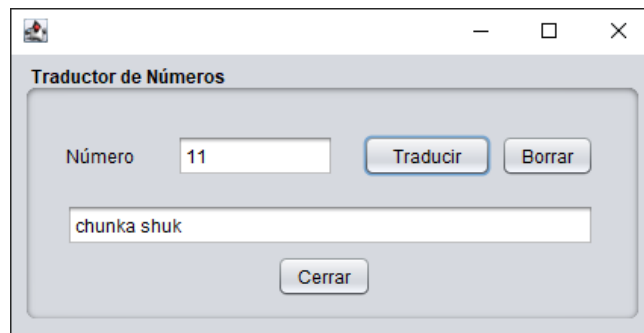 Traductor de Números
Número 11 Traducir Borrar
chunka shuk
Cerrar